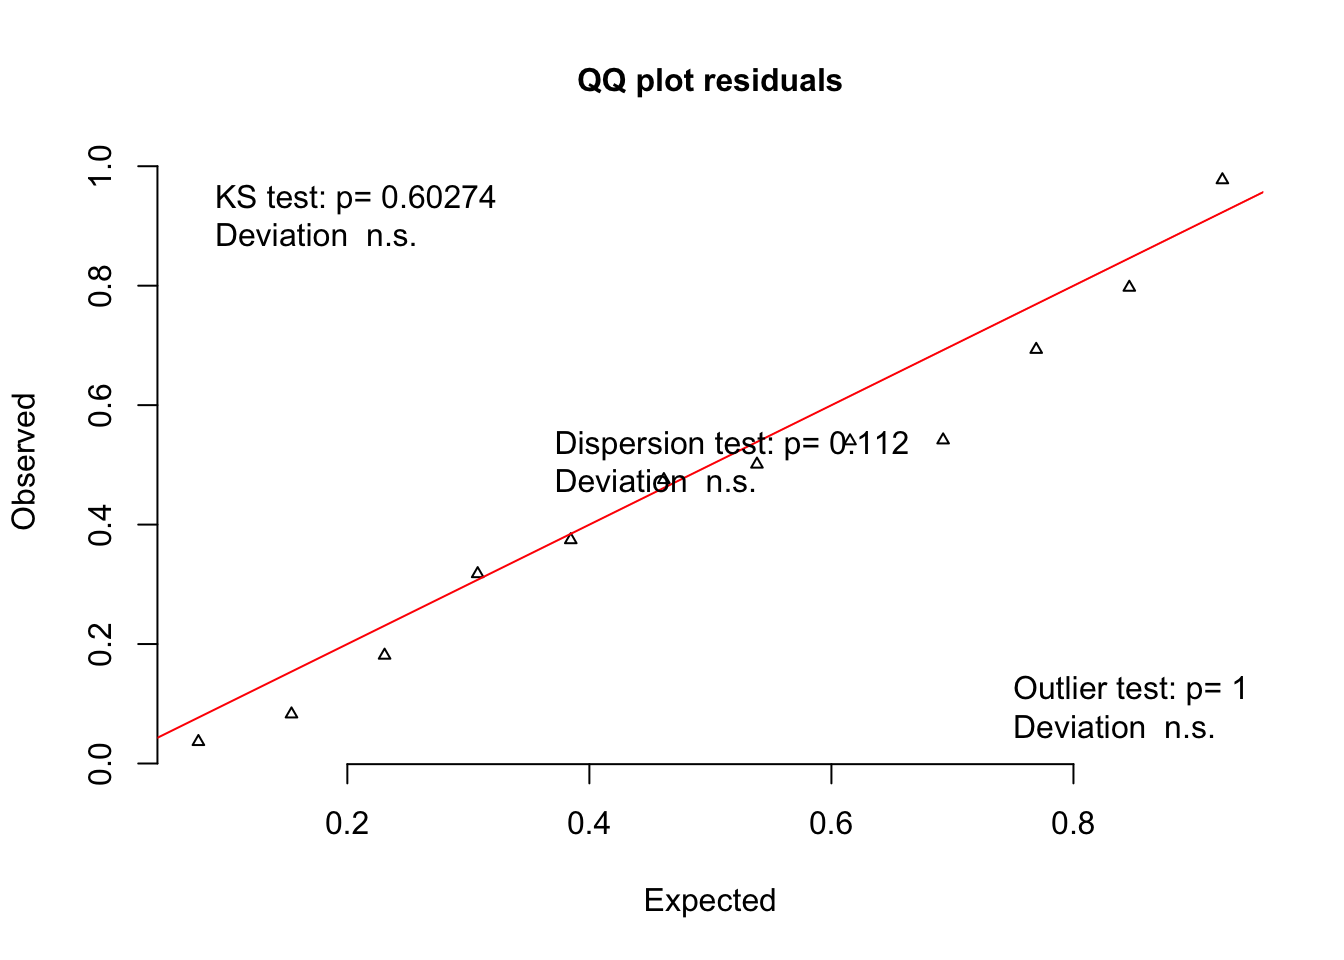 QQ plot residuals
KS test: p= 0.60274
Deviation  n.s.
Dispersion test: p= 0.112
Deviation  n.s.
Outlier test: p= 1
Deviation  n.s.
Observed
0.0
0.2
0.4
0.6
0.8
1.0
0.2
0.4
0.6
0.8
Expected